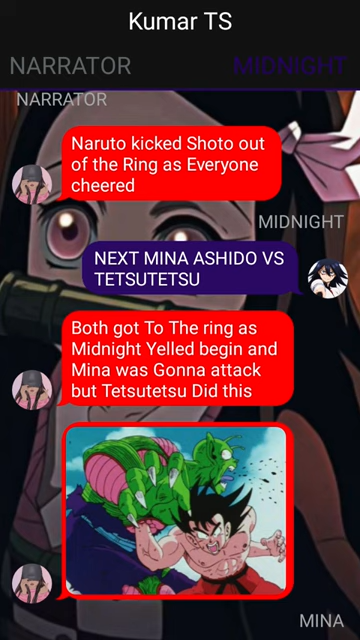 Kumar TS
NARRATOR MIDNIGHT
NARRATOR
Naruto kicked Shoto out
of the Ring as Everyone
cheered
MIDNIGHT
NEXT MINA ASHIDO VS
TETSUTETSU
Both got To The ring as
Midnight Yelled begin and
Mina was Gonna attack
but Tetsutetsu Did this
MINA